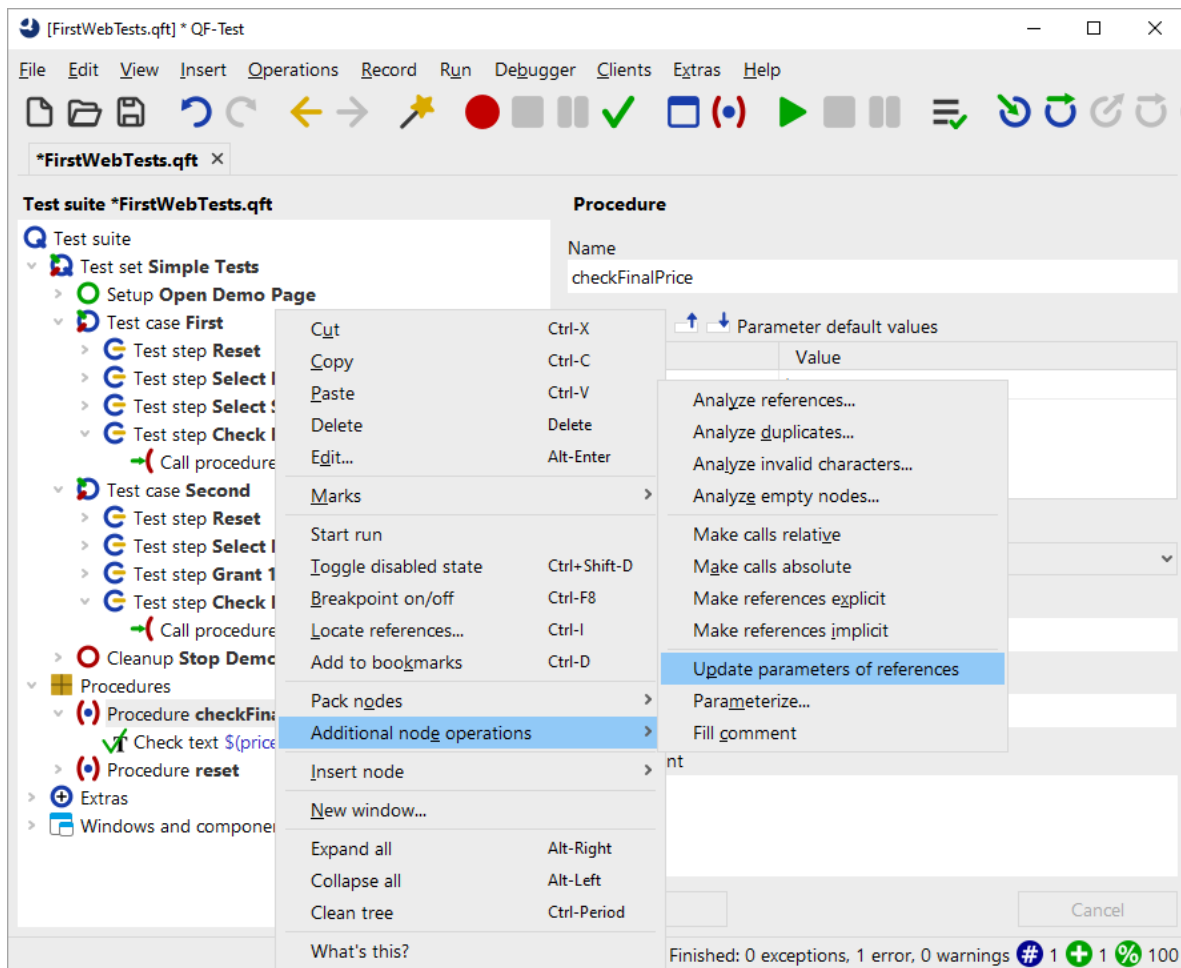 [FirstWebTests.qft] * QF-Test
File Edit View Insert Operations Record Run Debugger Clients Extras Help
*FirstWebTests.qft
Test suite *FirstWebTests.qft
Test suite
Test set Simple Tests
Setup Open Demo Page
Test case First
Test step Reset
Test step Select
Test step Select
Test step Check
Call procedure
Test case Second
Test step Reset
Test step Select
Test step Grant 1
Test step Check
Call procedure
Cleanup Stop Demo
Procedures
Procedure checkFina
Check text $(price
Procedure reset
Extras
Windows and componen
Procedure
Name
checkFinalPrice
Parameter default values
Value
Cut Ctrl-X
Copy Ctrl-C
Paste Ctrl-V
Delete Delete
Edit... Alt-Enter
Marks
Start run
Toggle disabled state Ctrl+Shift-D
Breakpoint on/off Ctrl-F8
Locate references... Ctrl-I
Add to bookmarks Ctrl-D
Pack nodes
Additional node operations
Insert node
New window...
Expand all Alt-Right
Collapse all Alt-Left
Clean tree Ctrl-Period
What's this?
Analyze references...
Analyze duplicates...
Analyze invalid characters...
Analyze empty nodes...
Make calls relative
Make calls absolute
Make references explicit
Make references implicit
Update parameters of references
Parameterize...
Fill comment
nt
Cancel
Finished: 0 exceptions, 1 error, 0 warnings # 1 1 % 100